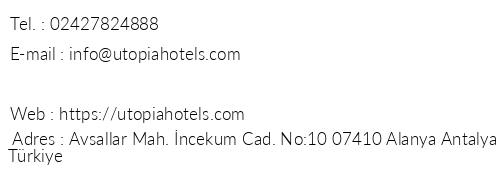 Tel. : 02427824888
E-mail : info@utopiahotels.com
Web : https://utopiahotels.com
Adres : Avsallar Mah. İncekum Cad. No:10 07410 Alanya Antalya
Türkiye